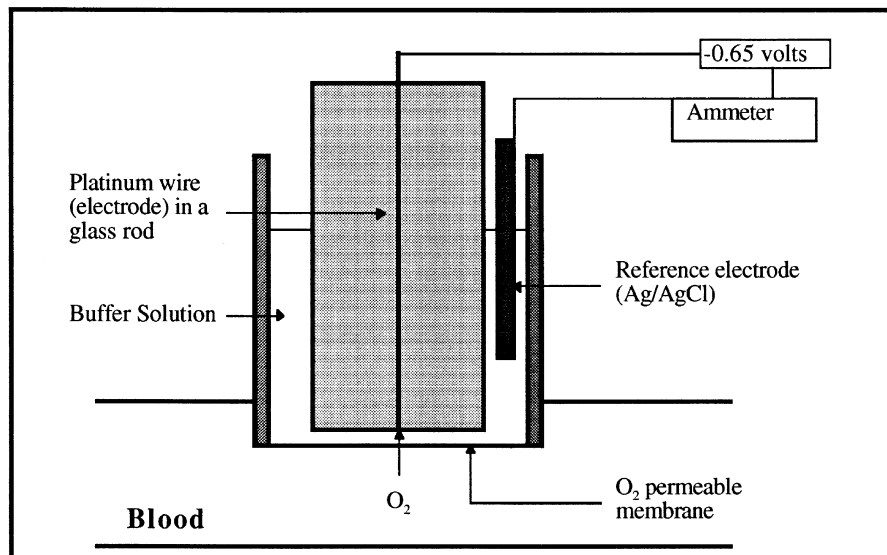 -0.65 volts
Ammeter
Platinum wire
(electrode) in a
glass rod
Buffer Solution
Reference electrode
(Ag/AgCl)
O₂
O₂ permeable
membrane
Blood